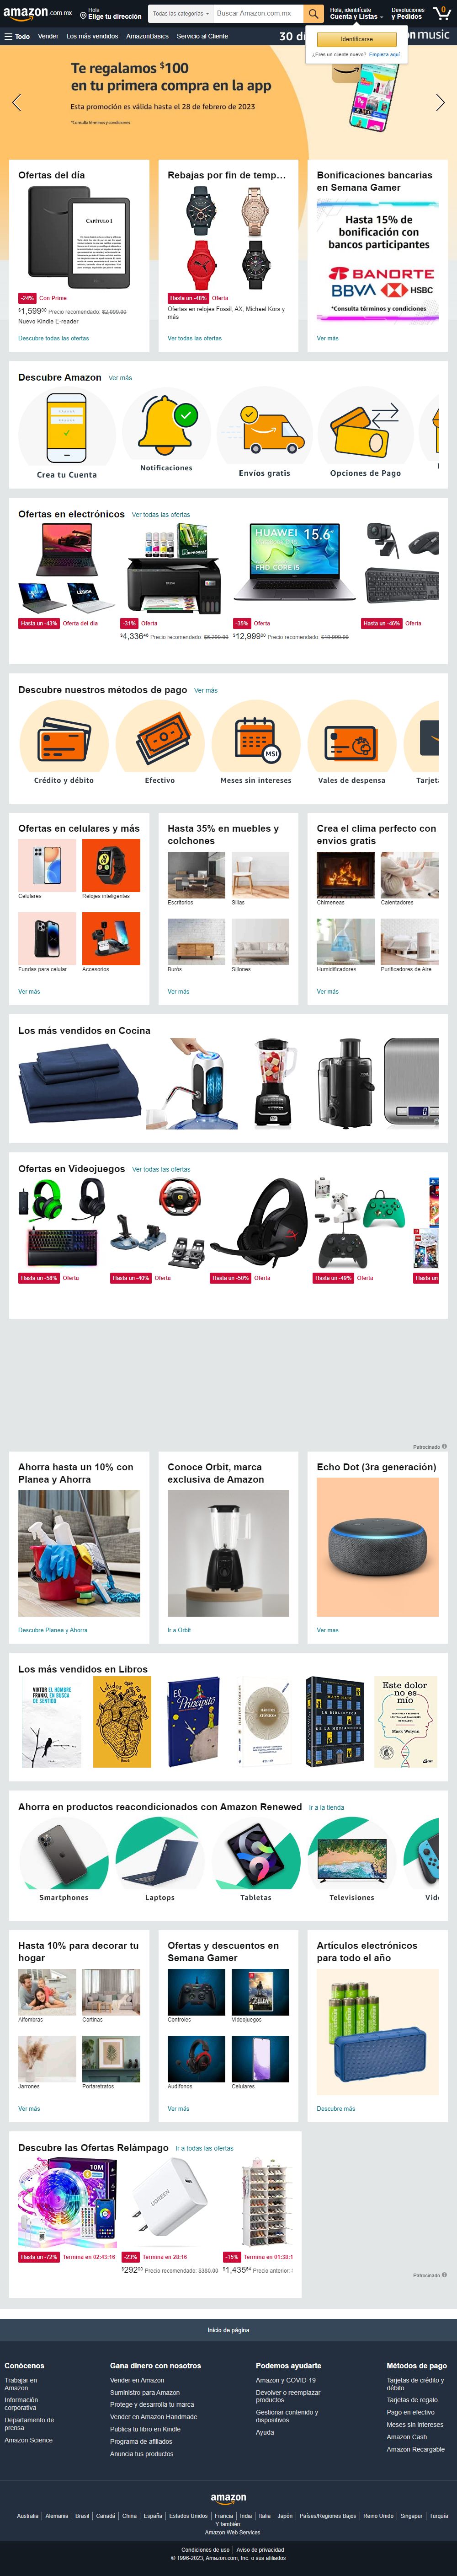 amazon.com.mx
Hola
Elige tu dirección
Todas las categorías
Buscar Amazon.com.mx
Hola, identifícate
Cuenta y Listas
Devoluciones
y Pedidos
0
Todo
Vender
Los más vendidos
AmazonBasics
Servicio al Cliente
30 dí
music
Identificarse
¿Eres un cliente nuevo? Empieza aquí.
Te regalamos $100
en tu primera compra en la app
Esta promoción es válida hasta el 28 de febrero de 2023
*Consulta términos y condiciones
Ofertas del día
CAPÍTULO I
-24% Con Prime
$1,59900 Precio recomendado: $2,099.00
Nuevo Kindle E-reader
Descubre todas las ofertas
Rebajas por fin de temp…
Hasta un -48% Oferta
Ofertas en relojes Fossil, AX, Michael Kors y
más
Ver todas las ofertas
Bonificaciones bancarias
en Semana Gamer
Hasta 15% de
bonificación con
bancos participantes
BANORTE
BBVA HSBC
*Consulta términos y condiciones
Ver más
Descubre Amazon Ver más
Crea tu Cuenta
Notificaciones
Envíos gratis
Opciones de Pago
Ofertas en electrónicos Ver todas las ofertas
LEGION
EPSON
HUAWEI 15.6"
FHD CORE I5
Hasta un -43% Oferta del día
-31% Oferta
$4,33649 Precio recomendado: $6,299.00
-35% Oferta
$12,99900 Precio recomendado: $19,999.00
Hasta un -46% Oferta
Descubre nuestros métodos de pago Ver más
MSI
Crédito y débito
Efectivo
Meses sin intereses
Vales de despensa
Tarjeta
Ofertas en celulares y más
Celulares
Relojes inteligentes
Fundas para celular
Accesorios
Ver más
Hasta 35% en muebles y
colchones
Escritorios
Sillas
Burós
Sillones
Ver más
Crea el clima perfecto con
envíos gratis
Chimeneas
Calentadores
Humidificadores
Purificadores de Aire
Ver más
Los más vendidos en Cocina
Ofertas en Videojuegos Ver todas las ofertas
Hasta un -58% Oferta
Hasta un -40% Oferta
Hasta un -50% Oferta
Hasta un -49% Oferta
Hasta un
Patrocinado
Ahorra hasta un 10% con
Planea y Ahorra
Descubre Planea y Ahorra
Conoce Orbit, marca
exclusiva de Amazon
Ir a Orbit
Echo Dot (3ra generación)
Ver mas
Los más vendidos en Libros
VIKTOR EL HOMBRE
FRANKL EN BUSCA
DE SENTIDO
El Principito
HÁBITOS
ATÓMICOS
MATT HAIG
LA BIBLIOTECA
DE LA MEDIANOCHE
Este dolor
no es
mío
Mark Wolynn
Ahorra en productos reacondicionados con Amazon Renewed Ir a la tienda
Smartphones
Laptops
Tabletas
Televisiones
Vid
Hasta 10% para decorar tu
hogar
Alfombras
Cortinas
Jarrones
Portaretratos
Ver más
Ofertas y descuentos en
Semana Gamer
ZELDA
Controles
Videojuegos
Audífonos
Celulares
Ver más
Artículos electrónicos
para todo el año
Descubre más
Descubre las Ofertas Relámpago Ir a todas las ofertas
10M
UGREEN
Hasta un -72% Termina en 02:43:16
-23% Termina en 28:16
$29200 Precio recomendado: $380.00
-15% Termina en 01:38:1
$1,43564 Precio anterior:
Patrocinado
Inicio de página
Conócenos
Trabajar en
Amazon
Información
corporativa
Departamento de
prensa
Amazon Science
Gana dinero con nosotros
Vender en Amazon
Suministro para Amazon
Protege y desarrolla tu marca
Vender en Amazon Handmade
Publica tu libro en Kindle
Programa de afiliados
Anuncia tus productos
Podemos ayudarte
Amazon y COVID-19
Devolver o reemplazar
productos
Gestionar contenido y
dispositivos
Ayuda
Métodos de pago
Tarjetas de crédito y
débito
Tarjetas de regalo
Pago en efectivo
Meses sin intereses
Amazon Cash
Amazon Recargable
amazon
Australia Alemania Brasil Canadá China España Estados Unidos Francia India Italia Japón Países/Regiones Bajos Reino Unido Singapur Turquía
Y también:
Amazon Web Services
Condiciones de uso Aviso de privacidad
© 1996-2023, Amazon.com, Inc. o sus afiliados